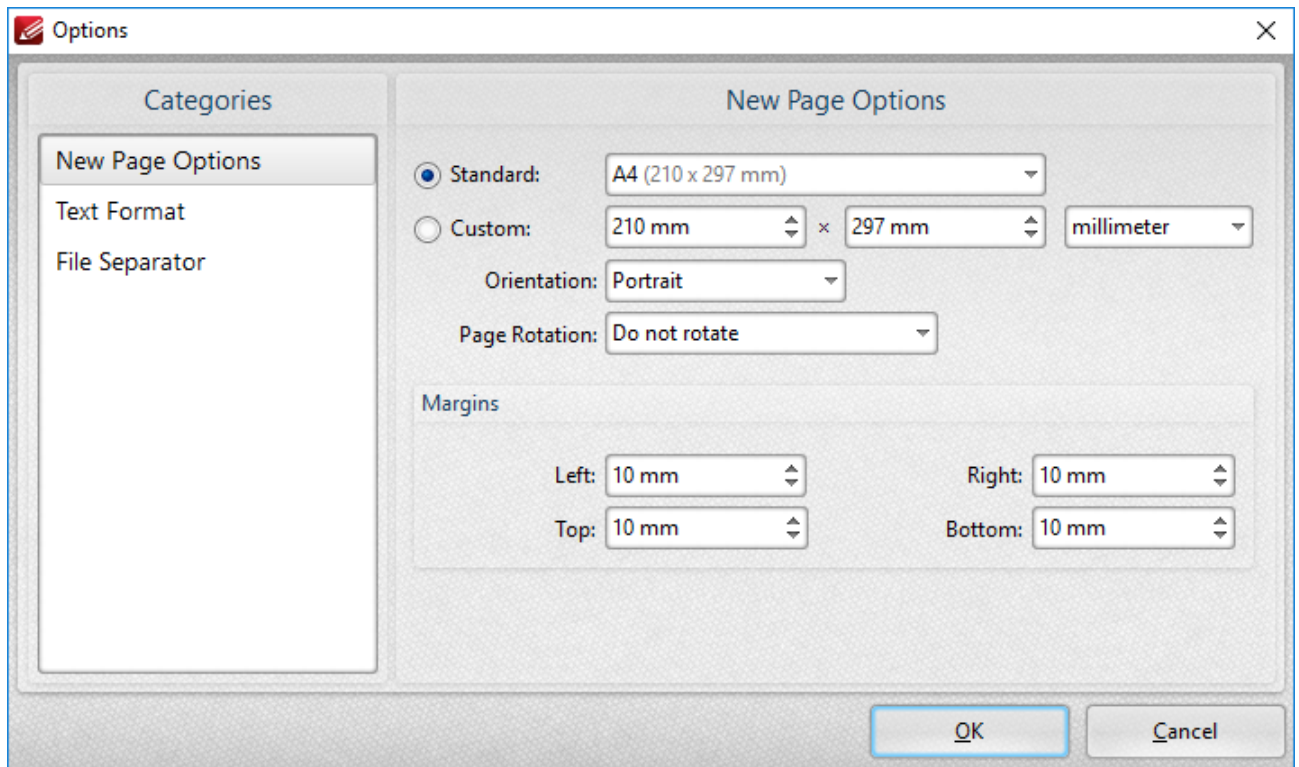 Options
Categories
New Page Options
Text Format
File Separator
New Page Options
Standard: A4 (210 x 297 mm)
Custom: 210 mm × 297 mm millimeter
Orientation: Portrait
Page Rotation: Do not rotate
Margins
Left: 10 mm Right: 10 mm
Top: 10 mm Bottom: 10 mm
OK Cancel